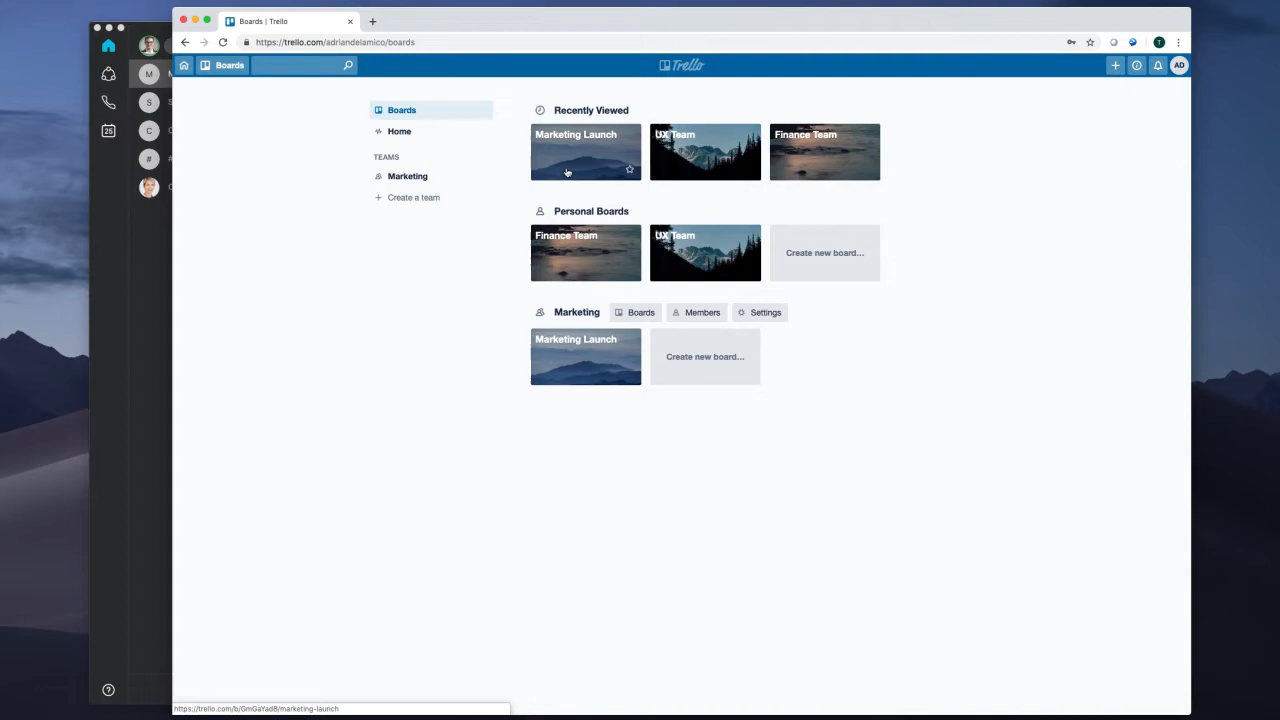 Boards | Trello
https://trello.com/adriandelamico/boards
T
Boards
Trello
AD
25
M
S
C
#
Boards
Home
TEAMS
Marketing
Create a team
Recently Viewed
Marketing Launch
UX Team
Finance Team
Personal Boards
Finance Team
UX Team
Create new board...
Marketing
Boards
Members
Settings
Marketing Launch
Create new board...
https://trello.com/b/GmGaYadB/marketing-launch